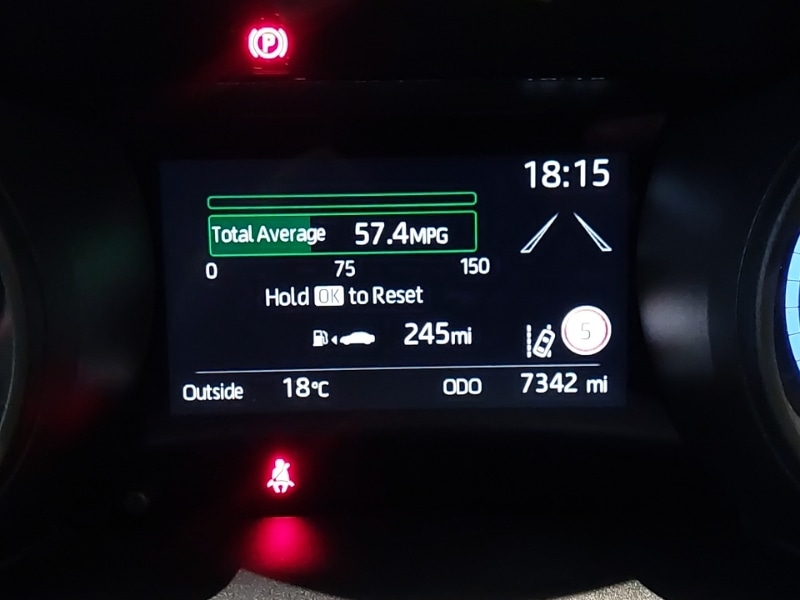 P
18:15
Total Average 57.4MPG
0 75 150
Hold OK to Reset
245mi
5
Outside 18°C ODO 7342 mi